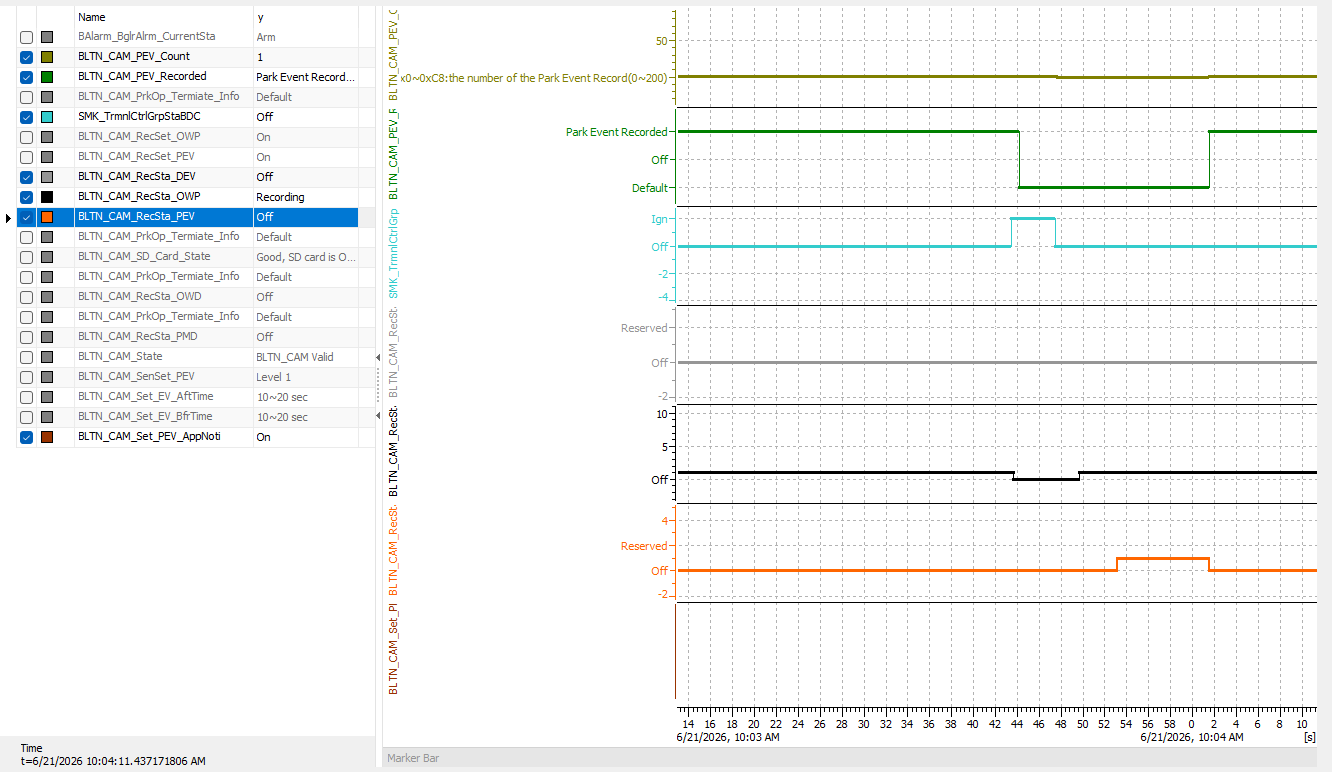 Name y
BAlarm_BglrAlrm_CurrentSta Arm
BLTN_CAM_PEV_Count 1
BLTN_CAM_PEV_Recorded Park Event Record...
BLTN_CAM_PrkOp_Termiate_Info Default
SMK_TrmnlCtrlGrpStaBDC Off
BLTN_CAM_RecSet_OWP On
BLTN_CAM_RecSet_PEV On
BLTN_CAM_RecSta_DEV Off
BLTN_CAM_RecSta_OWP Recording
BLTN_CAM_RecSta_PEV Off
BLTN_CAM_PrkOp_Termiate_Info Default
BLTN_CAM_SD_Card_State Good, SD card is O...
BLTN_CAM_PrkOp_Termiate_Info Default
BLTN_CAM_RecSta_OWD Off
BLTN_CAM_PrkOp_Termiate_Info Default
BLTN_CAM_RecSta_PMD Off
BLTN_CAM_State BLTN_CAM Valid
BLTN_CAM_SenSet_PEV Level 1
BLTN_CAM_Set_EV_AftTime 10~20 sec
BLTN_CAM_Set_EV_BfrTime 10~20 sec
BLTN_CAM_Set_PEV_AppNoti On
Time
t=6/21/2026 10:04:11.437171806 AM
BLTN_CAM_PEV_C
50
x0~0xC8:the number of the Park Event Record(0~200)
BLTN_CAM_PEV_R
Park Event Recorded
Off
Default
SMK_TrmnlCtrlGrp
Ign
Off
-2
-4
BLTN_CAM_RecSt
Reserved
Off
-2
BLTN_CAM_RecSt
10
5
Off
BLTN_CAM_RecSt
4
Reserved
Off
-2
BLTN_CAM_Set_PI
14 16 18 20 22 24 26 28 30 32 34 36 38 40 42 44 46 48 50 52 54 56 58 0 2 4 6 8 10
6/21/2026, 10:03 AM 6/21/2026, 10:04 AM [s]
Marker Bar